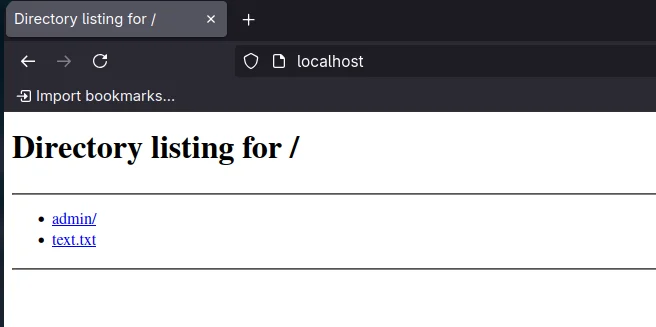 Directory listing for /
localhost
Import bookmarks...
Directory listing for /
admin/
text.txt